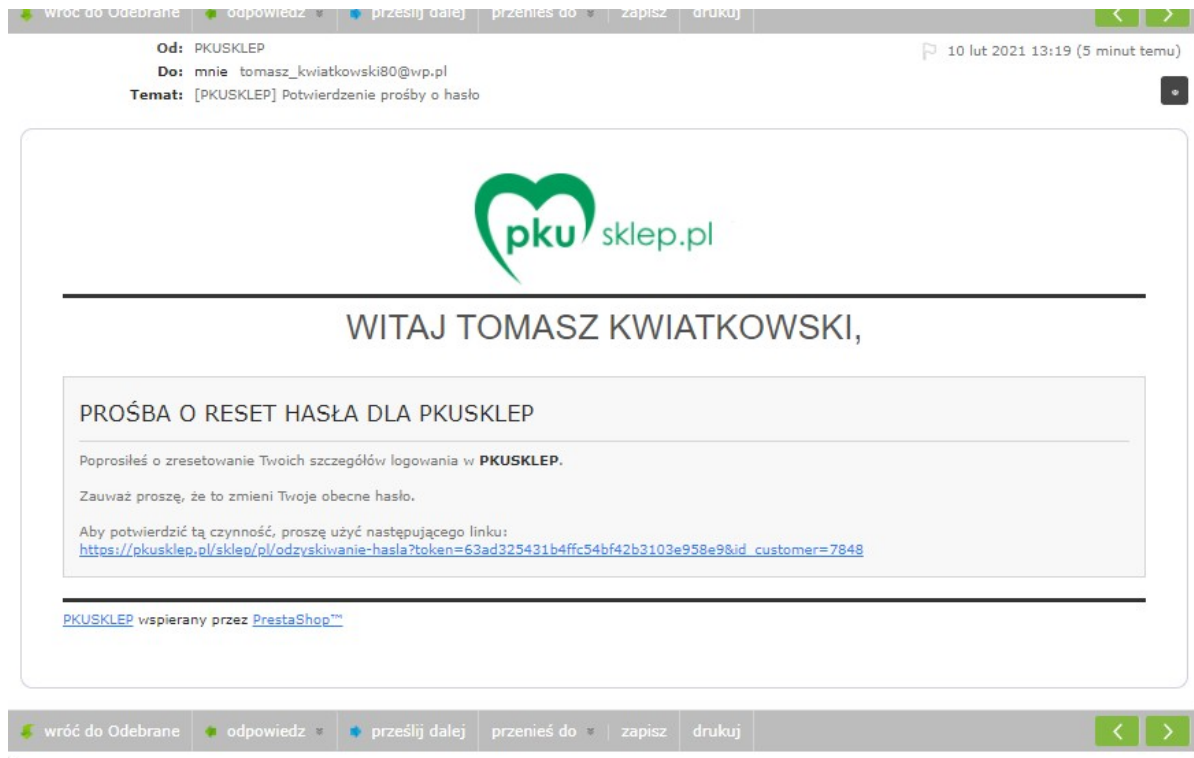 wróć do Odebrane odpowiedz prześlij dalej przenieś do zapisz drukuj
Od: PKUSKLEP
10 lut 2021 13:19 (5 minut temu)
Do: mnie tomasz_kwiatkowski80@wp.pl
Temat: [PKUSKLEP] Potwierdzenie prośby o hasło
pku sklep.pl
WITAJ TOMASZ KWIATKOWSKI,
PROŚBA O RESET HASŁA DLA PKUSKLEP
Poprosiłeś o zresetowanie Twoich szczegółów logowania w PKUSKLEP.
Zauważ proszę, że to zmieni Twoje obecne hasło.
Aby potwierdzić tą czynność, proszę użyć następującego linku:
https://pkusklep.pl/sklep/pl/odzyskiwanie-hasla?token=63ad325431b4ffc54bf42b3103e958e9&id_customer=7848
PKUSKLEP wspierany przez PrestaShop™
wróć do Odebrane odpowiedz prześlij dalej przenieś do zapisz drukuj